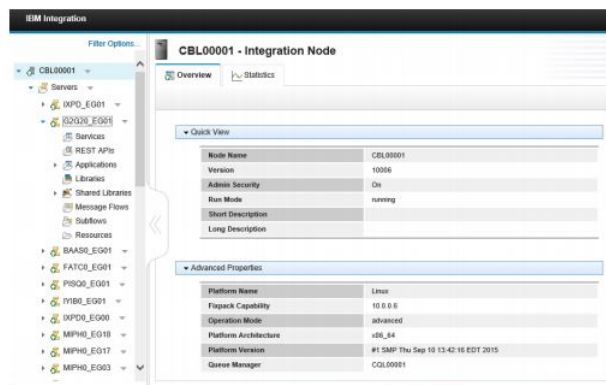 IBM Integration
Filter Options...
CBL00001
Servers
IXPD_EG01
G2G20_EG01
Services
REST APIs
Applications
Libraries
Shared Libraries
Message Flows
Subflows
Resources
BAAS0_EG01
FATC0_EG01
PISQ0_EG01
IYIB0_EG01
IXPD0_EG00
MIPH0_EG18
MIPH0_EG17
MIPH0_EG03
CBL00001 - Integration Node
Overview Statistics
Quick View
Node Name CBL00001
Version 10006
Admin Security On
Run Mode running
Short Description
Long Description
Advanced Properties
Platform Name Linux
Fixpack Capability 10.0.0.6
Operation Mode advanced
Platform Architecture x86_64
Platform Version #1 SMP Thu Sep 10 13:42:16 EDT 2015
Queue Manager CQL00001